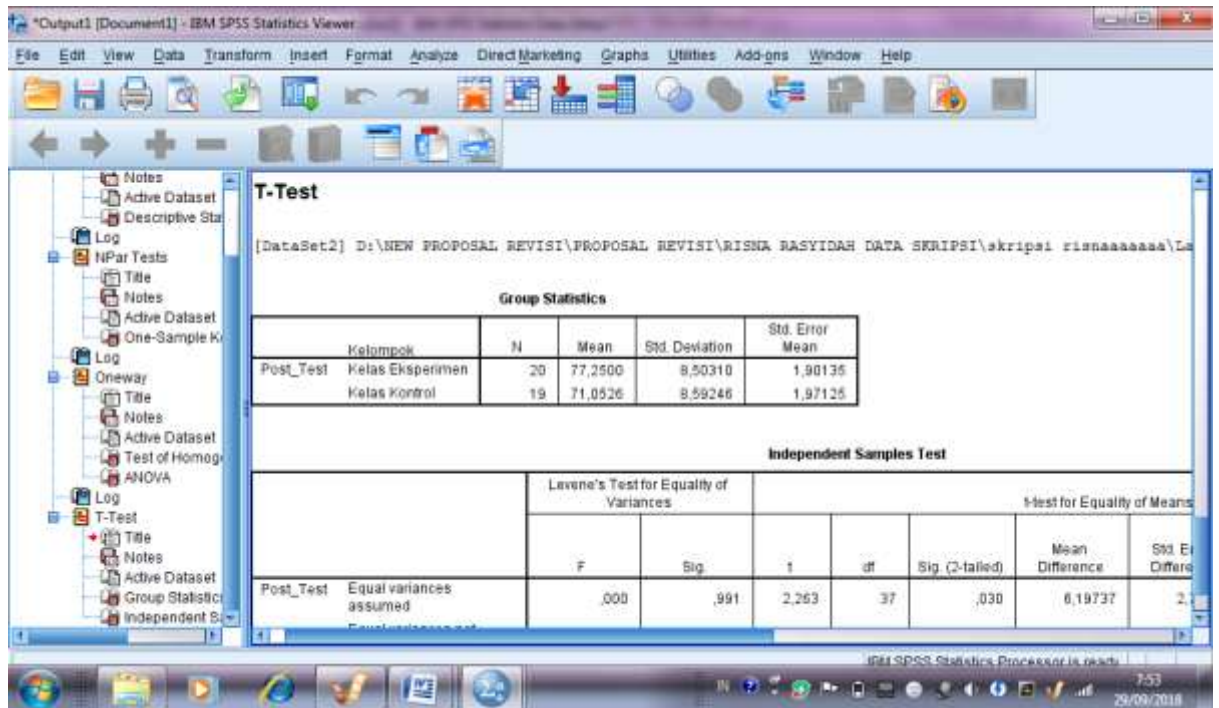 *Output1 [Document1] - IBM SPSS Statistics Viewer
File Edit View Data Transform Insert Format Analyze Direct Marketing Graphs Utilities Add-ons Window Help
Notes
Active Dataset
Descriptive Sta
Log
NPar Tests
Title
Notes
Active Dataset
One-Sample K
Log
Oneway
Title
Notes
Active Dataset
Test of Homog
ANOVA
Log
T-Test
Title
Notes
Active Dataset
Group Statistics
Independent Sa
T-Test
[DataSet2] D:\NEW PROPOSAL REVISI\PROPOSAL REVISI\RISNA RASYIDAH DATA SKRIPSI\skripsi risnaaaaaaa\La
Group Statistics
Kelompok N Mean Std. Deviation Std. Error Mean
Post_Test Kelas Eksperimen 20 77,2500 8,50310 1,90135
Kelas Kontrol 19 71,0526 8,59246 1,97125
Independent Samples Test
Levene's Test for Equality of Variances
t-test for Equality of Means
F Sig. t df Sig. (2-tailed) Mean Difference Std. Er Differe
Post_Test Equal variances assumed ,000 ,991 2,263 37 ,030 6,19737 2,
IBM SPSS Statistics Processor is ready
IN
7:53
29/09/2018